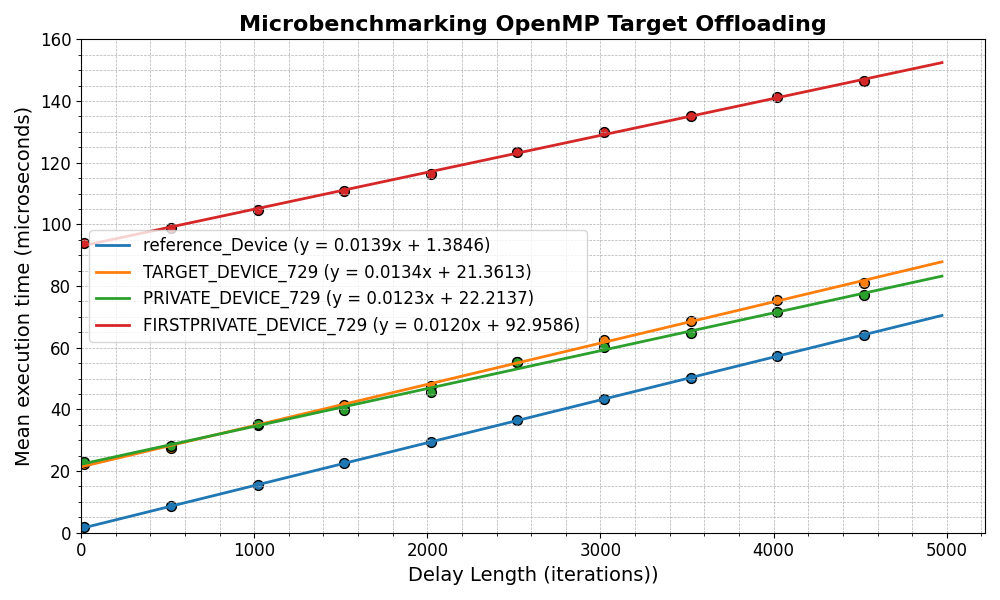 Microbenchmarking OpenMP Target Offloading
Mean execution time (microseconds)
160
140
120
100
80
60
40
20
0
reference_Device (y = 0.0139x + 1.3846)
TARGET_DEVICE_729 (y = 0.0134x + 21.3613)
PRIVATE_DEVICE_729 (y = 0.0123x + 22.2137)
FIRSTPRIVATE_DEVICE_729 (y = 0.0120x + 92.9586)
0 1000 2000 3000 4000 5000
Delay Length (iterations))